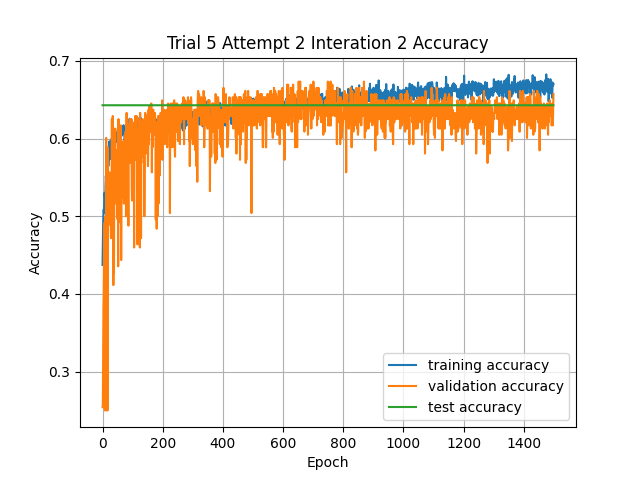 Trial 5 Attempt 2 Interation 2 Accuracy
0.7
0.6
0.5
0.4
0.3
Accuracy
training accuracy
validation accuracy
test accuracy
0 200 400 600 800 1000 1200 1400
Epoch